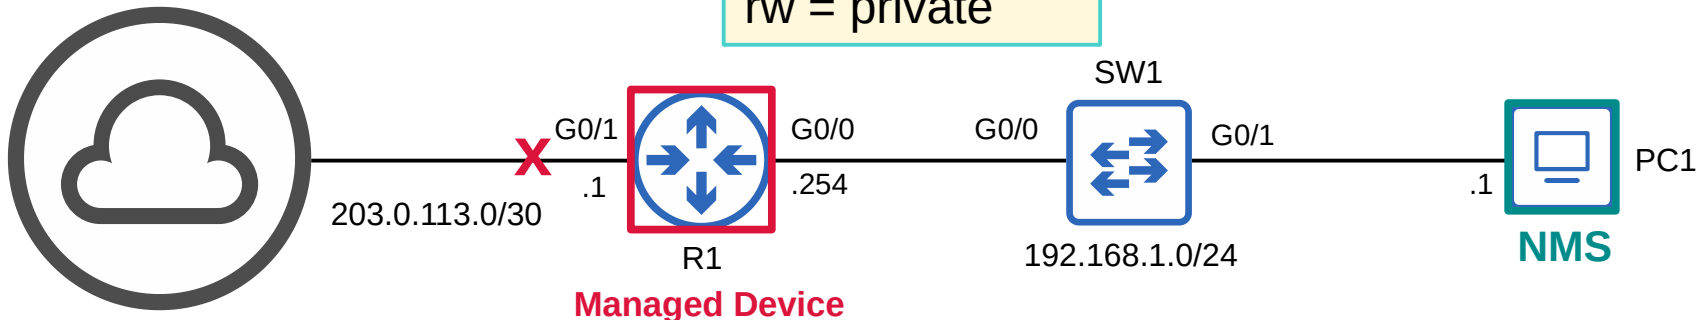 rw = private
SW1
G0/1
G0/0
G0/0
G0/1
X
.1
.254
.1
PC1
203.0.113.0/30
R1
192.168.1.0/24
NMS
Managed Device